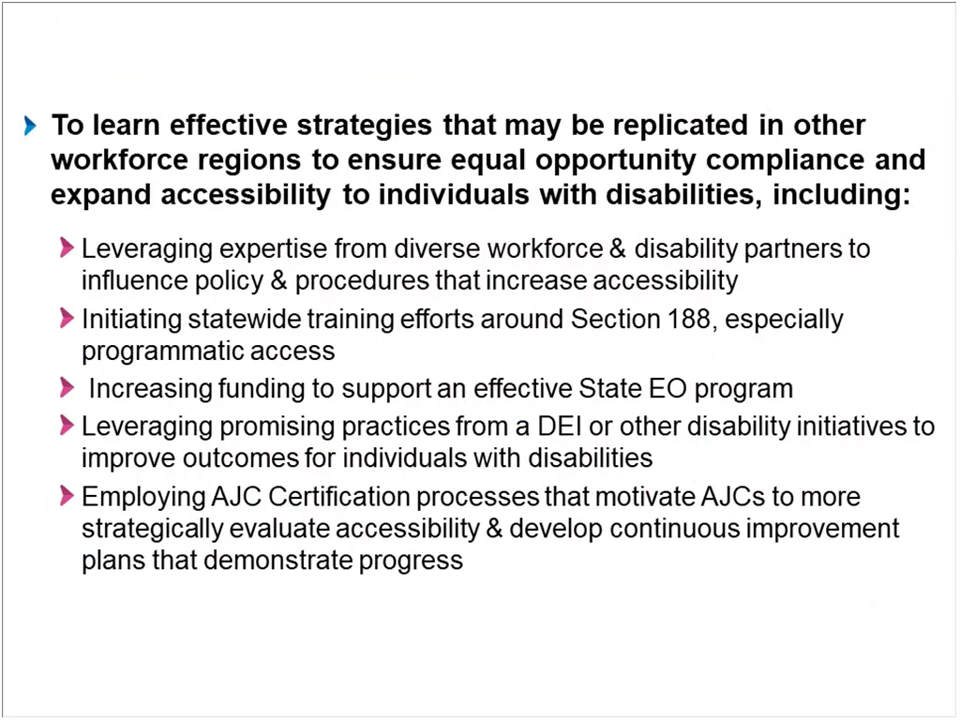 To learn effective strategies that may be replicated in other
workforce regions to ensure equal opportunity compliance and
expand accessibility to individuals with disabilities, including:
Leveraging expertise from diverse workforce & disability partners to
influence policy & procedures that increase accessibility
Initiating statewide training efforts around Section 188, especially
programmatic access
Increasing funding to support an effective State EO program
Leveraging promising practices from a DEI or other disability initiatives to
improve outcomes for individuals with disabilities
Employing AJC Certification processes that motivate AJCs to more
strategically evaluate accessibility & develop continuous improvement
plans that demonstrate progress